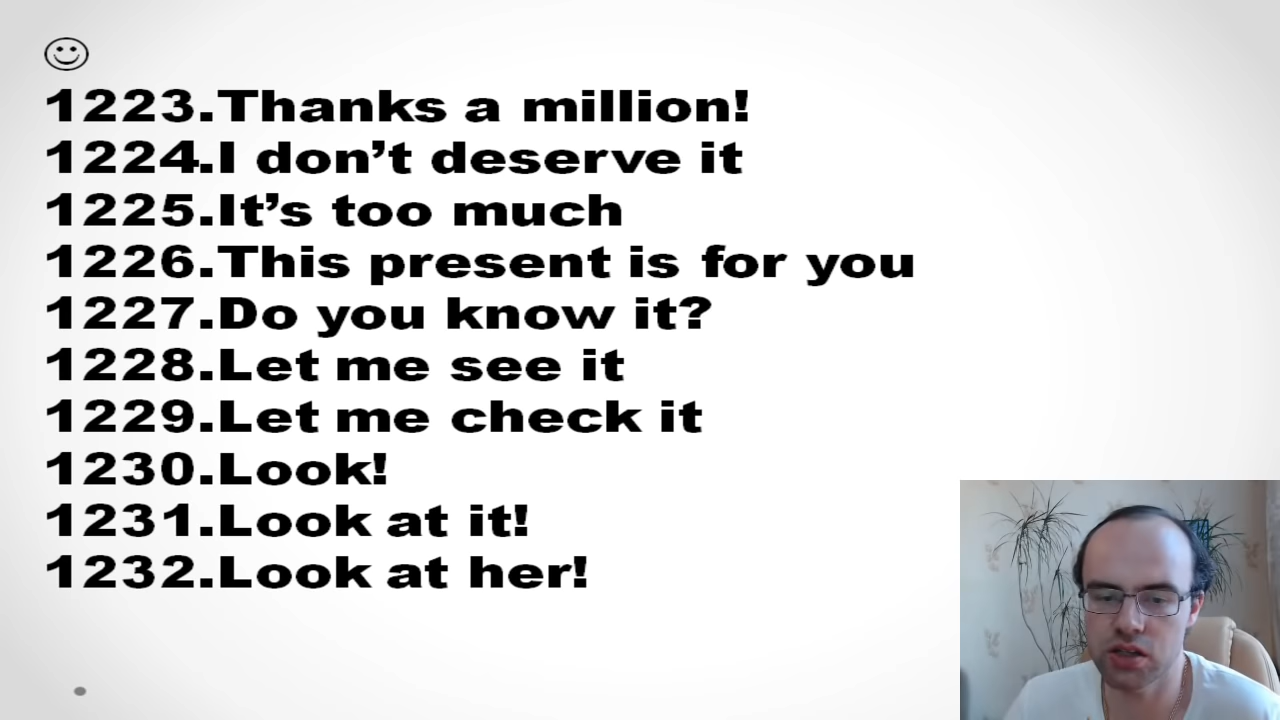 1223.Thanks a million!
1224.I don’t deserve it
1225.It’s too much
1226.This present is for you
1227.Do you know it?
1228.Let me see it
1229.Let me check it
1230.Look!
1231.Look at it!
1232.Look at her!